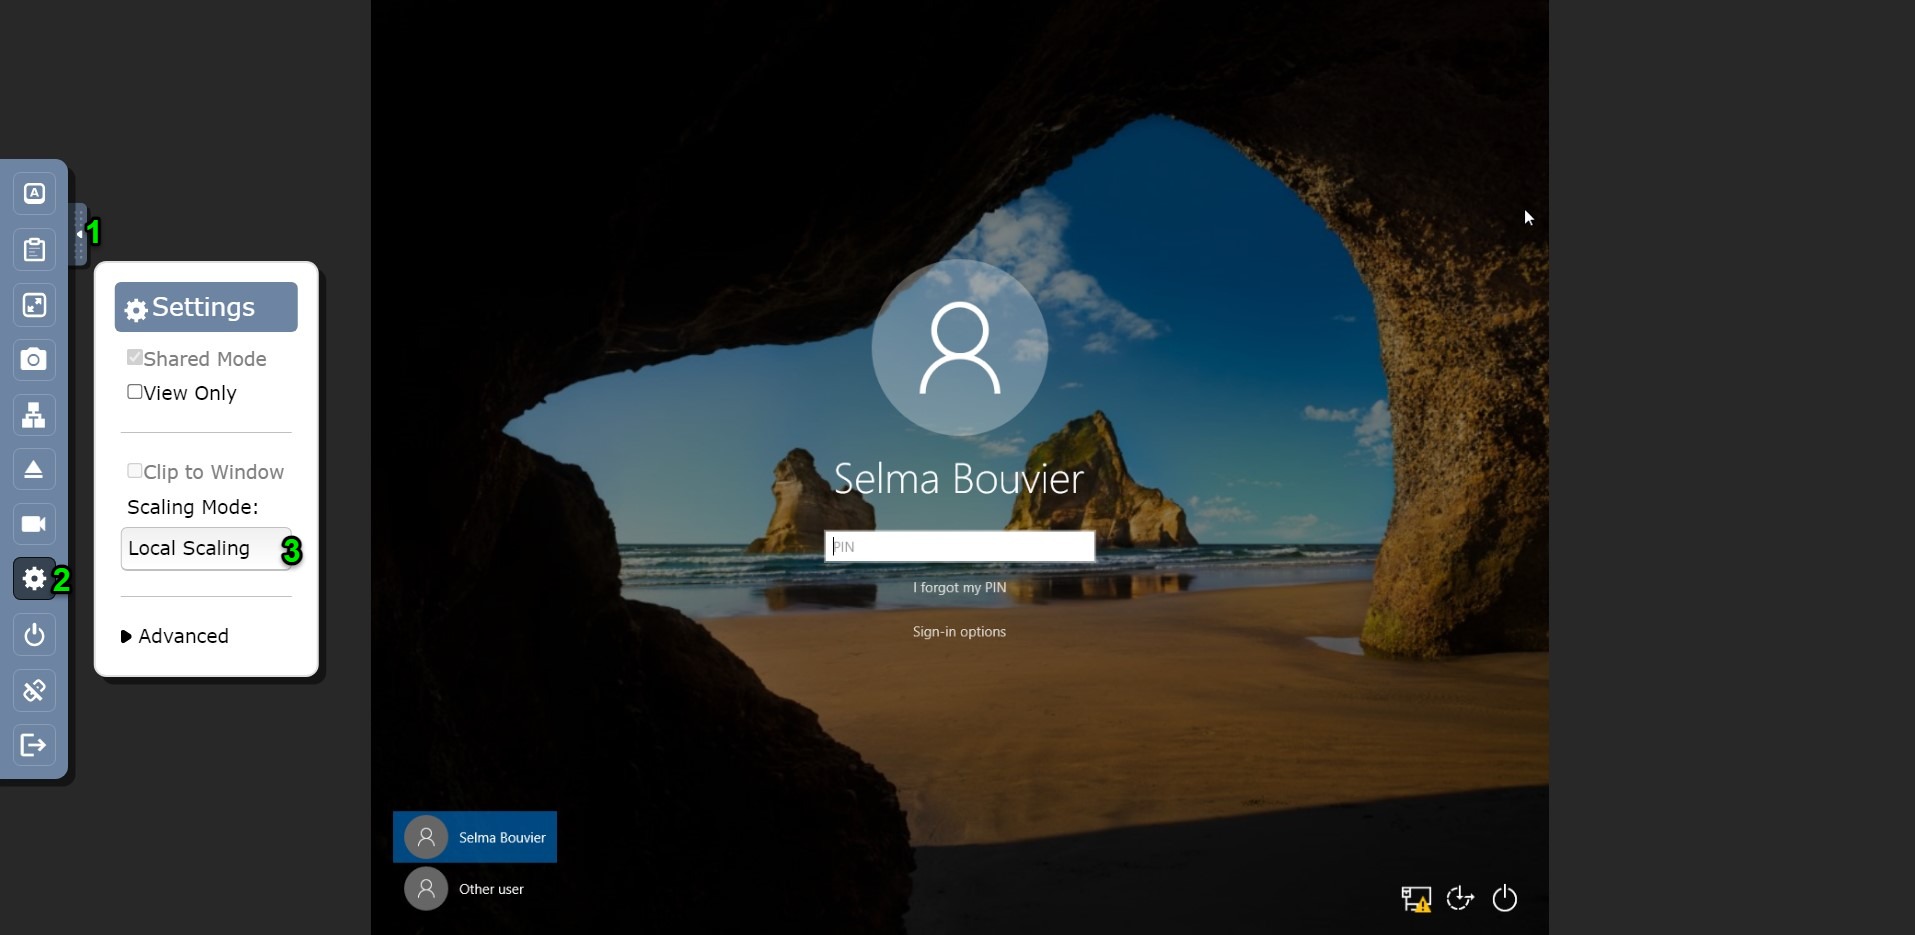 A
1
Settings
Shared Mode
View Only
Clip to Window
Scaling Mode:
Local Scaling
3
2
Advanced
Selma Bouvier
PIN
I forgot my PIN
Sign-in options
Selma Bouvier
Other user